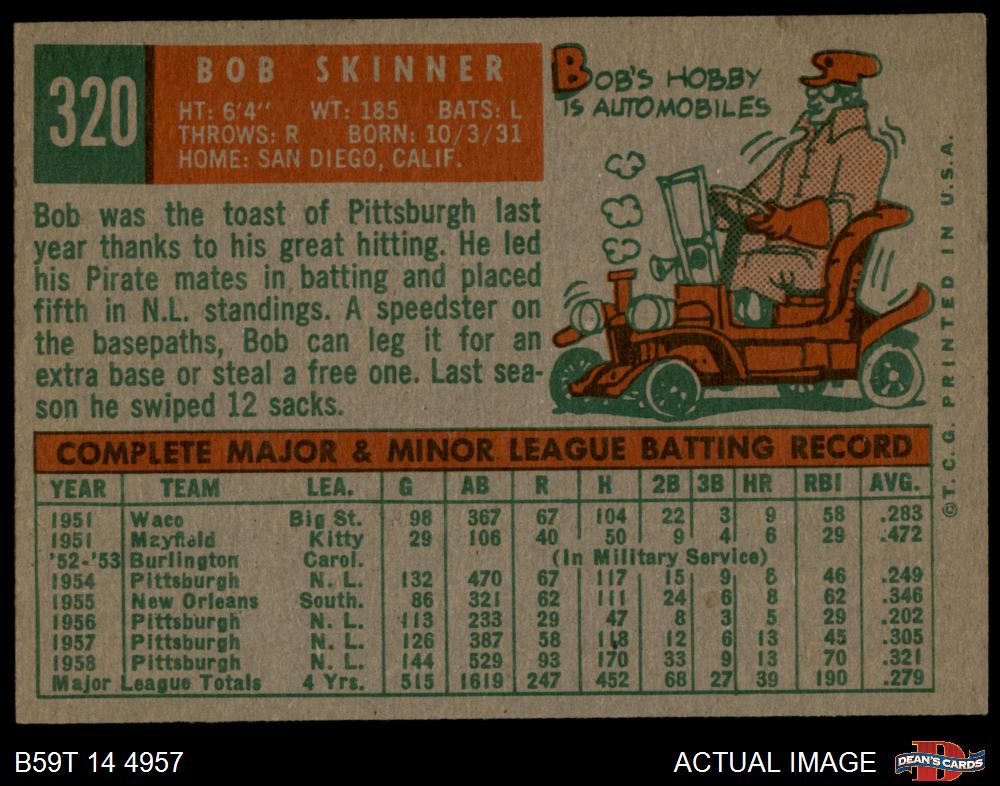 320
BOB SKINNER
HT: 6'4" WT: 185 BATS: L
THROWS: R BORN: 10/3/31
HOME: SAN DIEGO, CALIF.
BOB'S HOBBY
IS AUTOMOBILES
Bob was the toast of Pittsburgh last
year thanks to his great hitting. He led
his Pirate mates in batting and placed
fifth in N.L. standings. A speedster on
the basepaths, Bob can leg it for an
extra base or steal a free one. Last sea-
son he swiped 12 sacks.
COMPLETE MAJOR & MINOR LEAGUE BATTING RECORD
YEAR TEAM LEA. G AB R H 2B 3B HR RBI AVG.
1951 Waco Big St. 98 367 67 104 22 3 9 58 .283
1951 Mayfield Kitty 29 106 40 50 9 4 6 29 .472
'52-'53 Burlington Carol. (In Military Service)
1954 Pittsburgh N. L. 132 470 67 117 15 9 8 46 .249
1955 New Orleans South. 86 321 62 111 24 6 8 62 .346
1956 Pittsburgh N. L. 113 233 29 47 8 3 5 29 .202
1957 Pittsburgh N. L. 126 387 58 118 12 6 13 45 .305
1958 Pittsburgh N. L. 144 529 93 170 33 9 13 70 .321
Major League Totals 4 Yrs. 515 1619 247 452 68 27 39 190 .279
©T. C. G. PRINTED IN U.S.A.
B59T 14 4957
ACTUAL IMAGE
D
DEAN'S CARDS